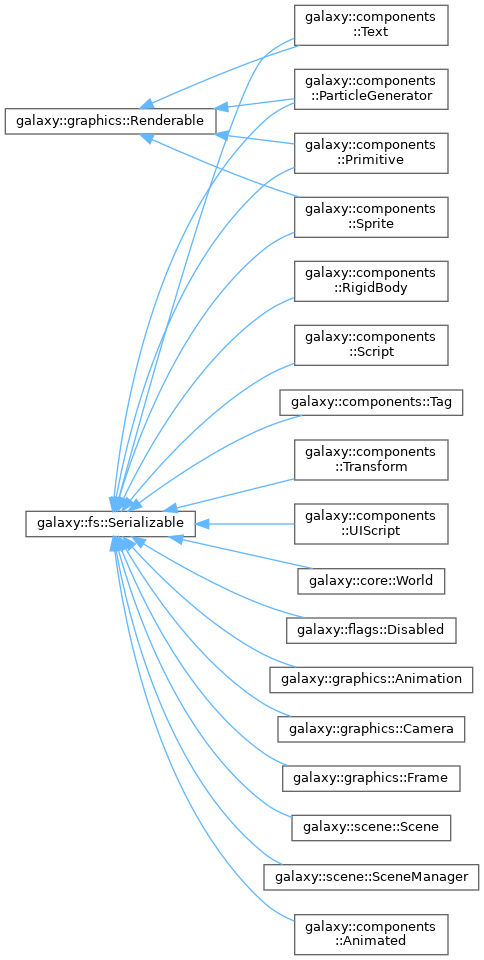 galaxy::components
::Text
galaxy::components
::ParticleGenerator
galaxy::graphics::Renderable
galaxy::components
::Primitive
galaxy::components
::Sprite
galaxy::components
::RigidBody
galaxy::components
::Script
galaxy::components::Tag
galaxy::components
::Transform
galaxy::fs::Serializable
galaxy::components
::UIScript
galaxy::core::World
galaxy::flags::Disabled
galaxy::graphics::Animation
galaxy::graphics::Camera
galaxy::graphics::Frame
galaxy::scene::Scene
galaxy::scene::SceneManager
galaxy::components
::Animated